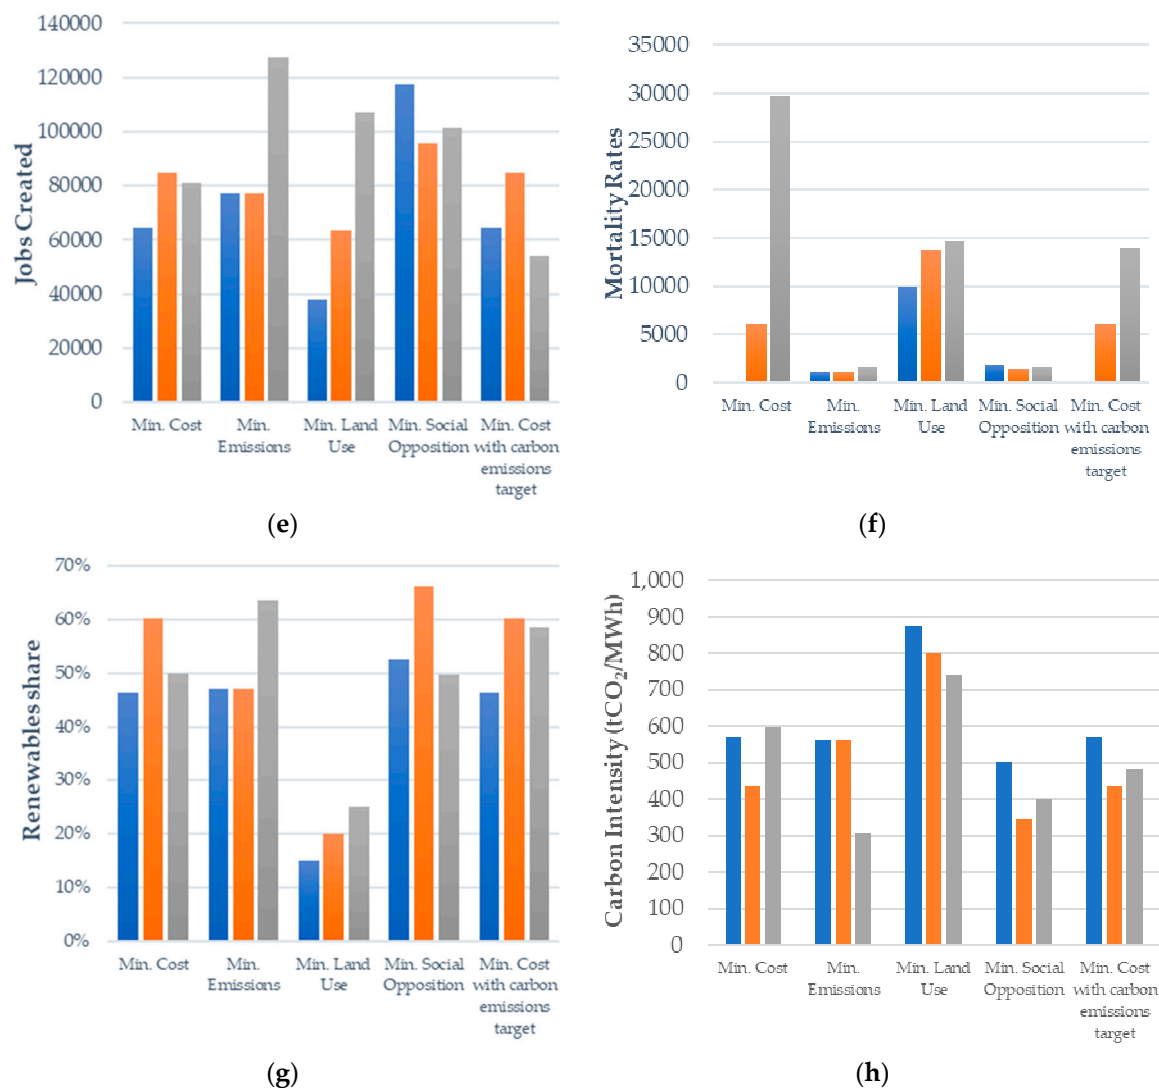 Jobs Created
140000
120000
100000
80000
60000
40000
20000
0
Min. Cost
Min.
Emissions
Min. Land
Use
Min. Social
Opposition
Min. Cost
with carbon
emissions
target
(e)
Mortality Rates
35000
30000
25000
20000
15000
10000
5000
0
Min. Cost
Min.
Emissions
Min. Land
Use
Min. Social
Opposition
Min. Cost
with carbon
emissions
target
(f)
Renewables share
70%
60%
50%
40%
30%
20%
10%
0%
Min. Cost
Min.
Emissions
Min. Land
Use
Min. Social
Opposition
Min. Cost
with carbon
emissions
target
(g)
Carbon Intensity (tCO₂/MWh)
1,000
900
800
700
600
500
400
300
200
100
0
Min. Cost
Min.
Emissions
Min. Land
Use
Min. Social
Opposition
Min. Cost
with carbon
emissions
target
(h)